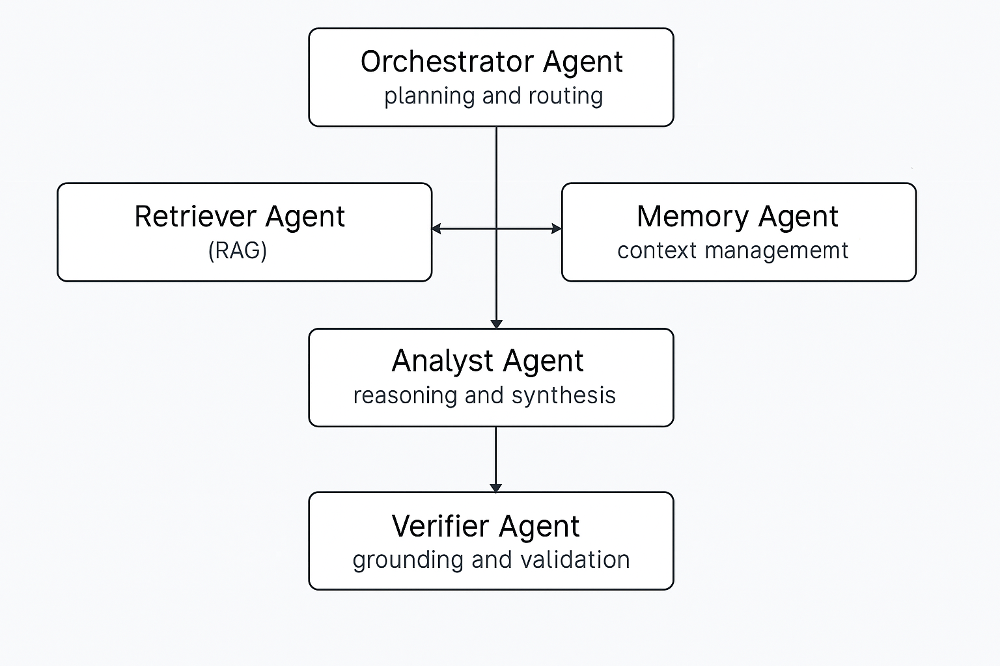 Orchestrator Agent
planning and routing
Retriever Agent
(RAG)
Memory Agent
context managememt
Analyst Agent
reasoning and synthesis
Verifier Agent
grounding and validation